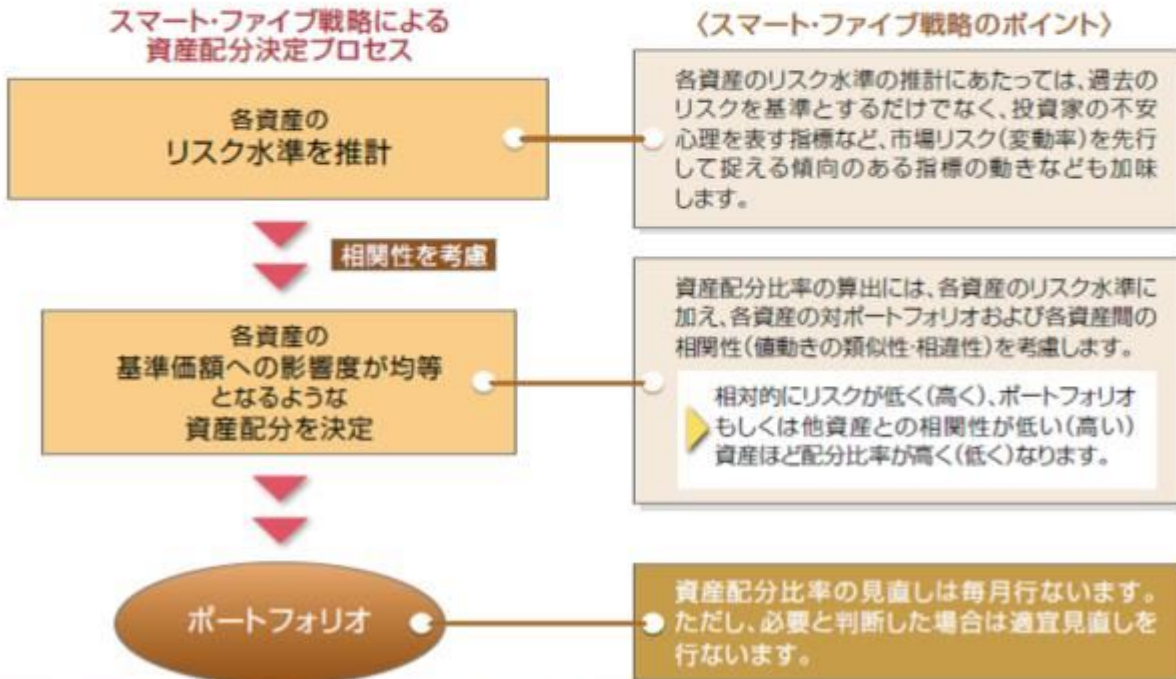 スマート・ファイブ戦略による
資産配分決定プロセス
〈スマート・ファイブ戦略のポイント〉
各資産の
リスク水準を推計
各資産のリスク水準の推計にあたっては、過去の
リスクを基準とするだけでなく、投資家の不安
心理を表す指標など、市場リスク(変動率)を先行
して捉える傾向のある指標の動きなども加味
します。
相関性を考慮
各資産の
基準価額への影響度が均等
となるような
資産配分を決定
資産配分比率の算出には、各資産のリスク水準に
加え、各資産の対ポートフォリオおよび各資産間の
相関性(値動きの類似性・相違性)を考慮します。
相対的にリスクが低く(高く)、ポートフォリオ
もしくは他資産との相関性が低い(高い)
資産ほど配分比率が高く(低く)なります。
ポートフォリオ
資産配分比率の見直しは毎月行ないます。
ただし、必要と判断した場合は適宜見直しを
行ないます。